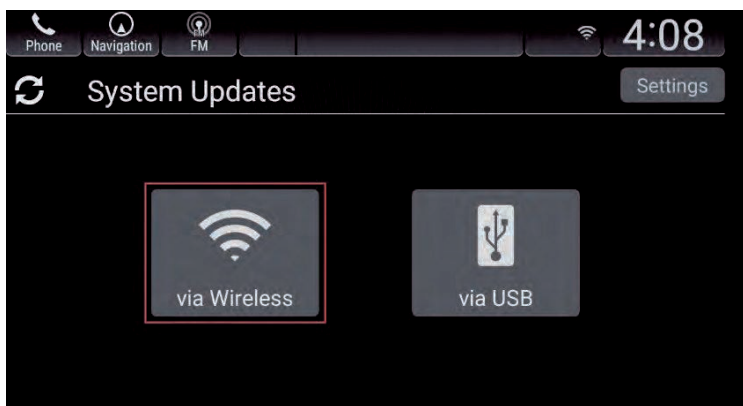 Phone Navigation FM 4:08
System Updates Settings
via Wireless via USB